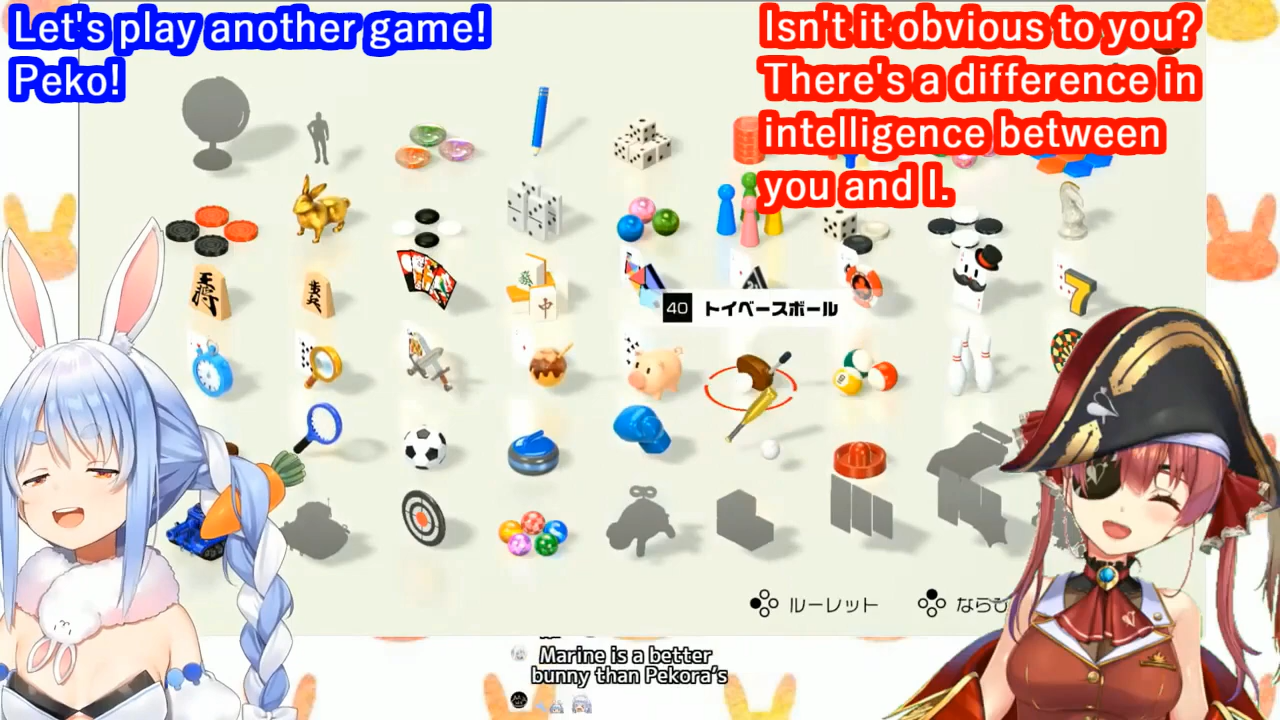 Let's play another game!
Peko!
Isn't it obvious to you?
There's a difference in
intelligence between
you and I.
40 トイベースボール
ルーレット
ならび
Marine is a better
bunny than Pekora's